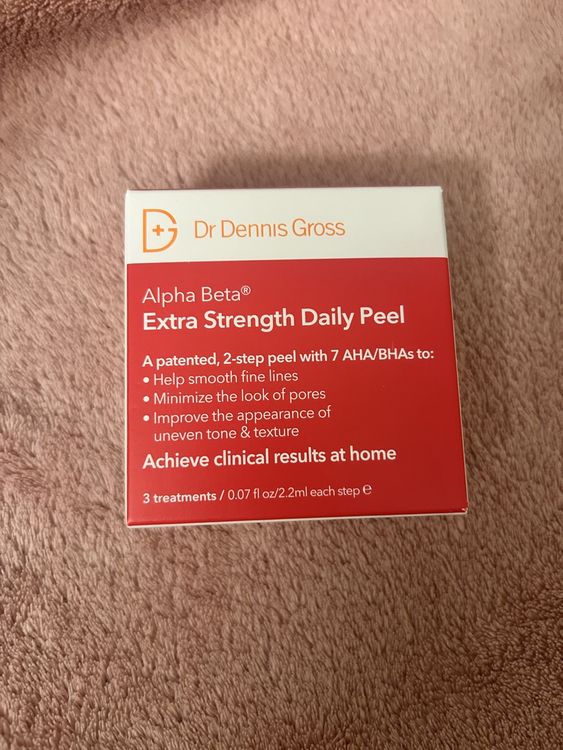 Dr Dennis Gross
Alpha Beta®
Extra Strength Daily Peel
A patented, 2-step peel with 7 AHA/BHAs to:
• Help smooth fine lines
• Minimize the look of pores
• Improve the appearance of
uneven tone & texture
Achieve clinical results at home
3 treatments / 0.07 fl oz/2.2ml each step ℮